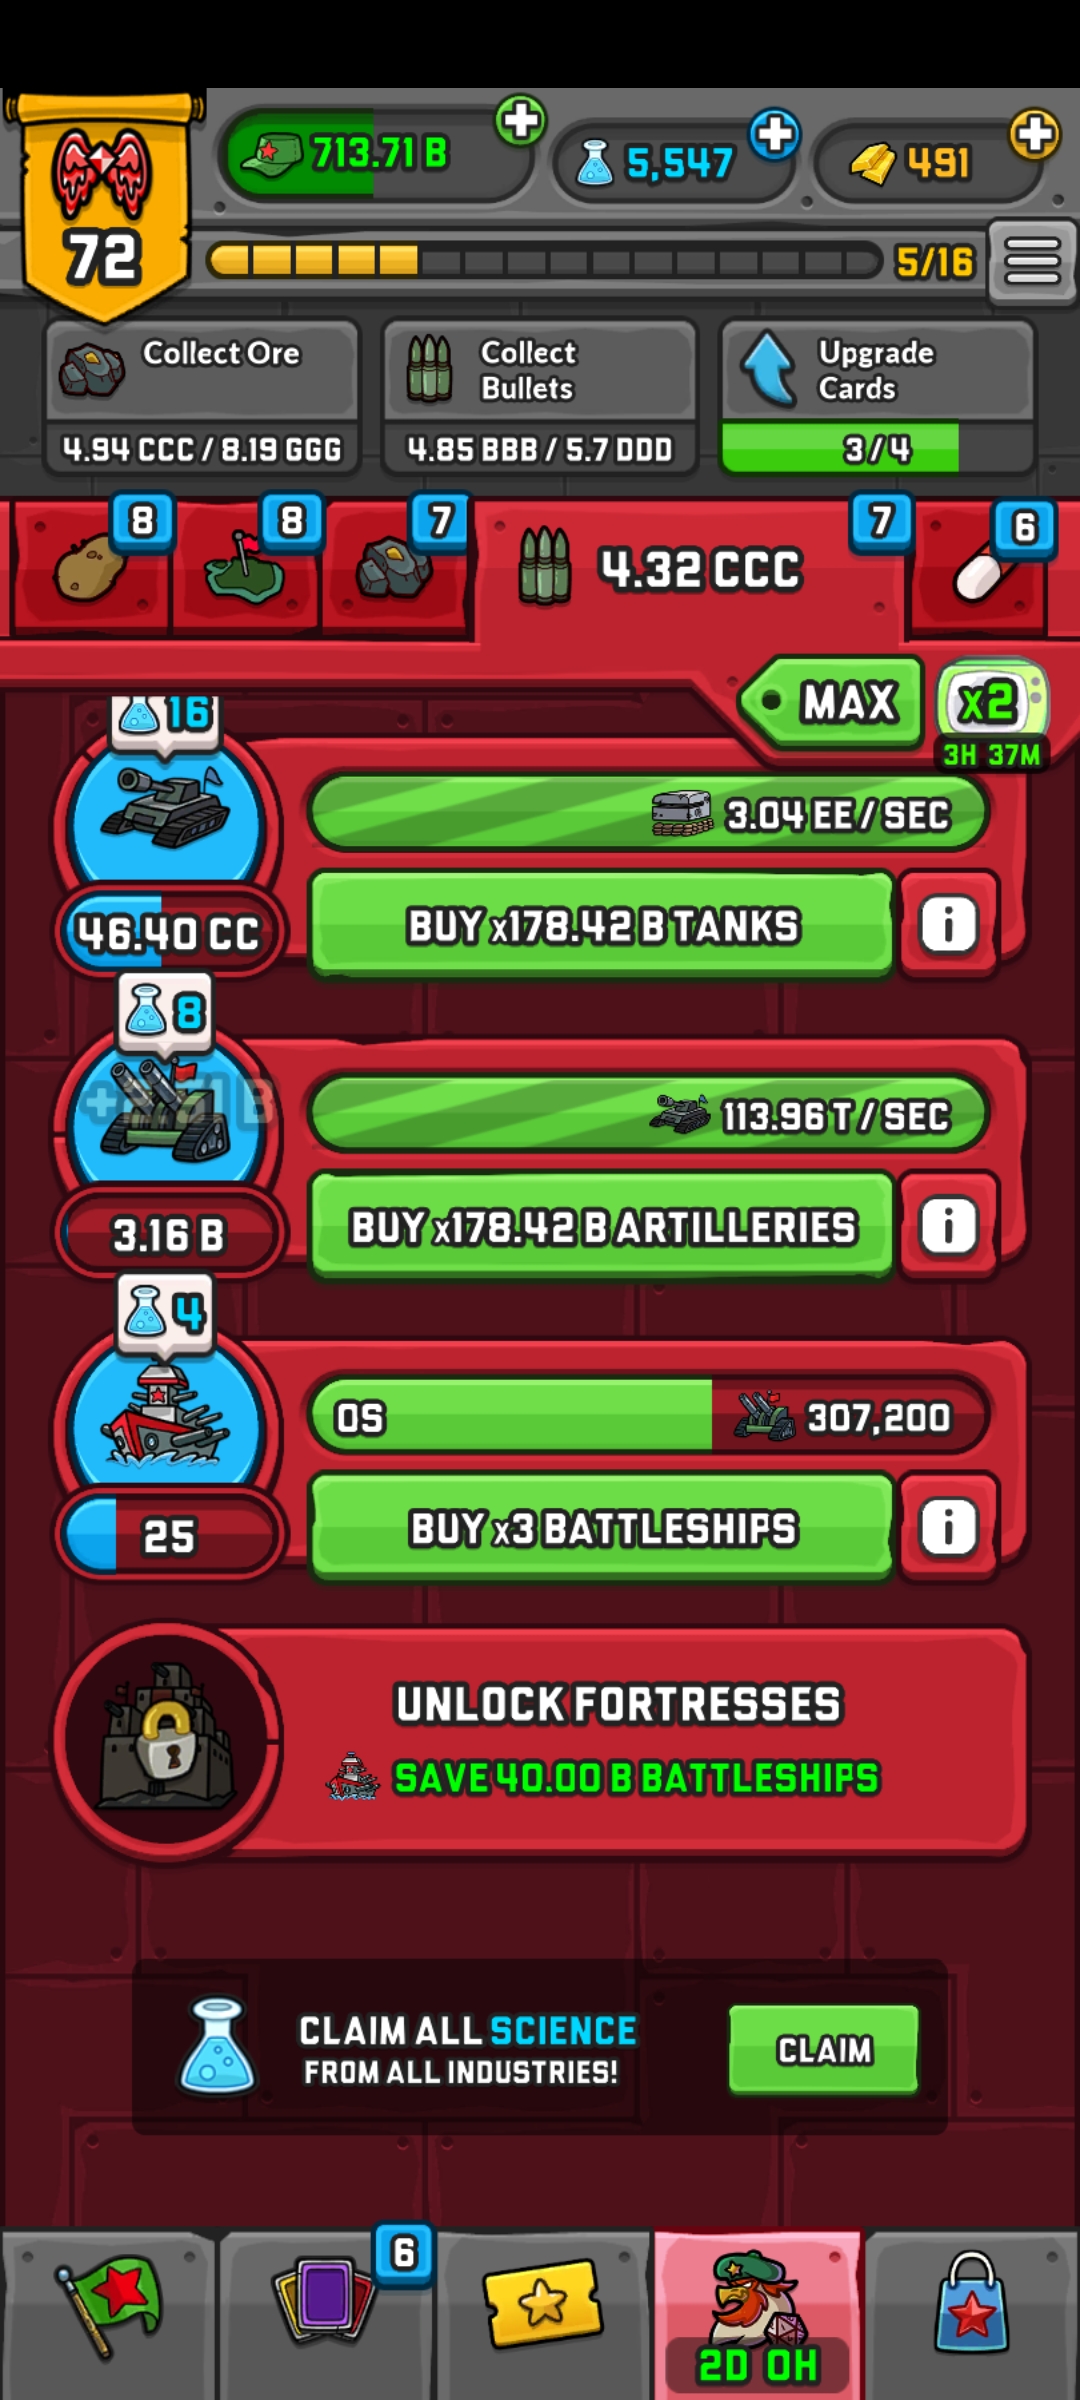 713.71 B
5,547
491
72
5/16
Collect Ore
4.94 CCC / 8.19 GGG
Collect
Bullets
4.85 BBB / 5.7 DDD
Upgrade
Cards
3/4
8
8
7
4.32 CCC
7
6
MAX
x2
3H 37M
16
3.04 EE / SEC
46.40 CC
BUY x178.42 B TANKS
i
8
113.96 T / SEC
3.16 B
BUY x178.42 B ARTILLERIES
i
4
0S
307,200
25
BUY x3 BATTLESHIPS
i
UNLOCK FORTRESSES
SAVE 40.00 B BATTLESHIPS
CLAIM ALL SCIENCE
FROM ALL INDUSTRIES!
CLAIM
6
2D 0H